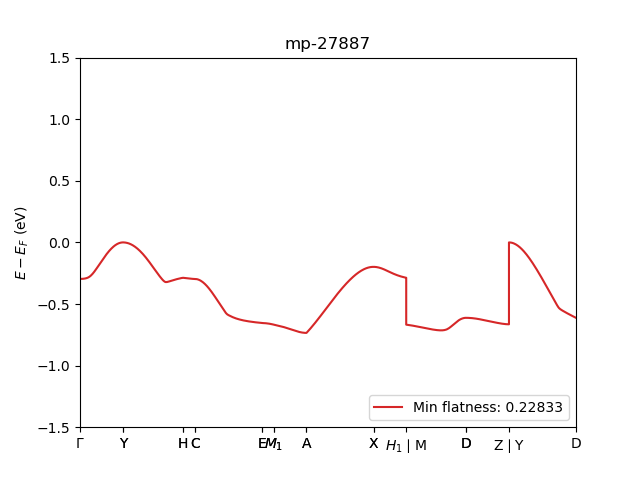 mp-27887
1.5
1.0
0.5
0.0
−0.5
−1.0
−1.5
E − E_F (eV)
Min flatness: 0.22833
Γ Y H C E M₁ A X H₁ | M D Z | Y D